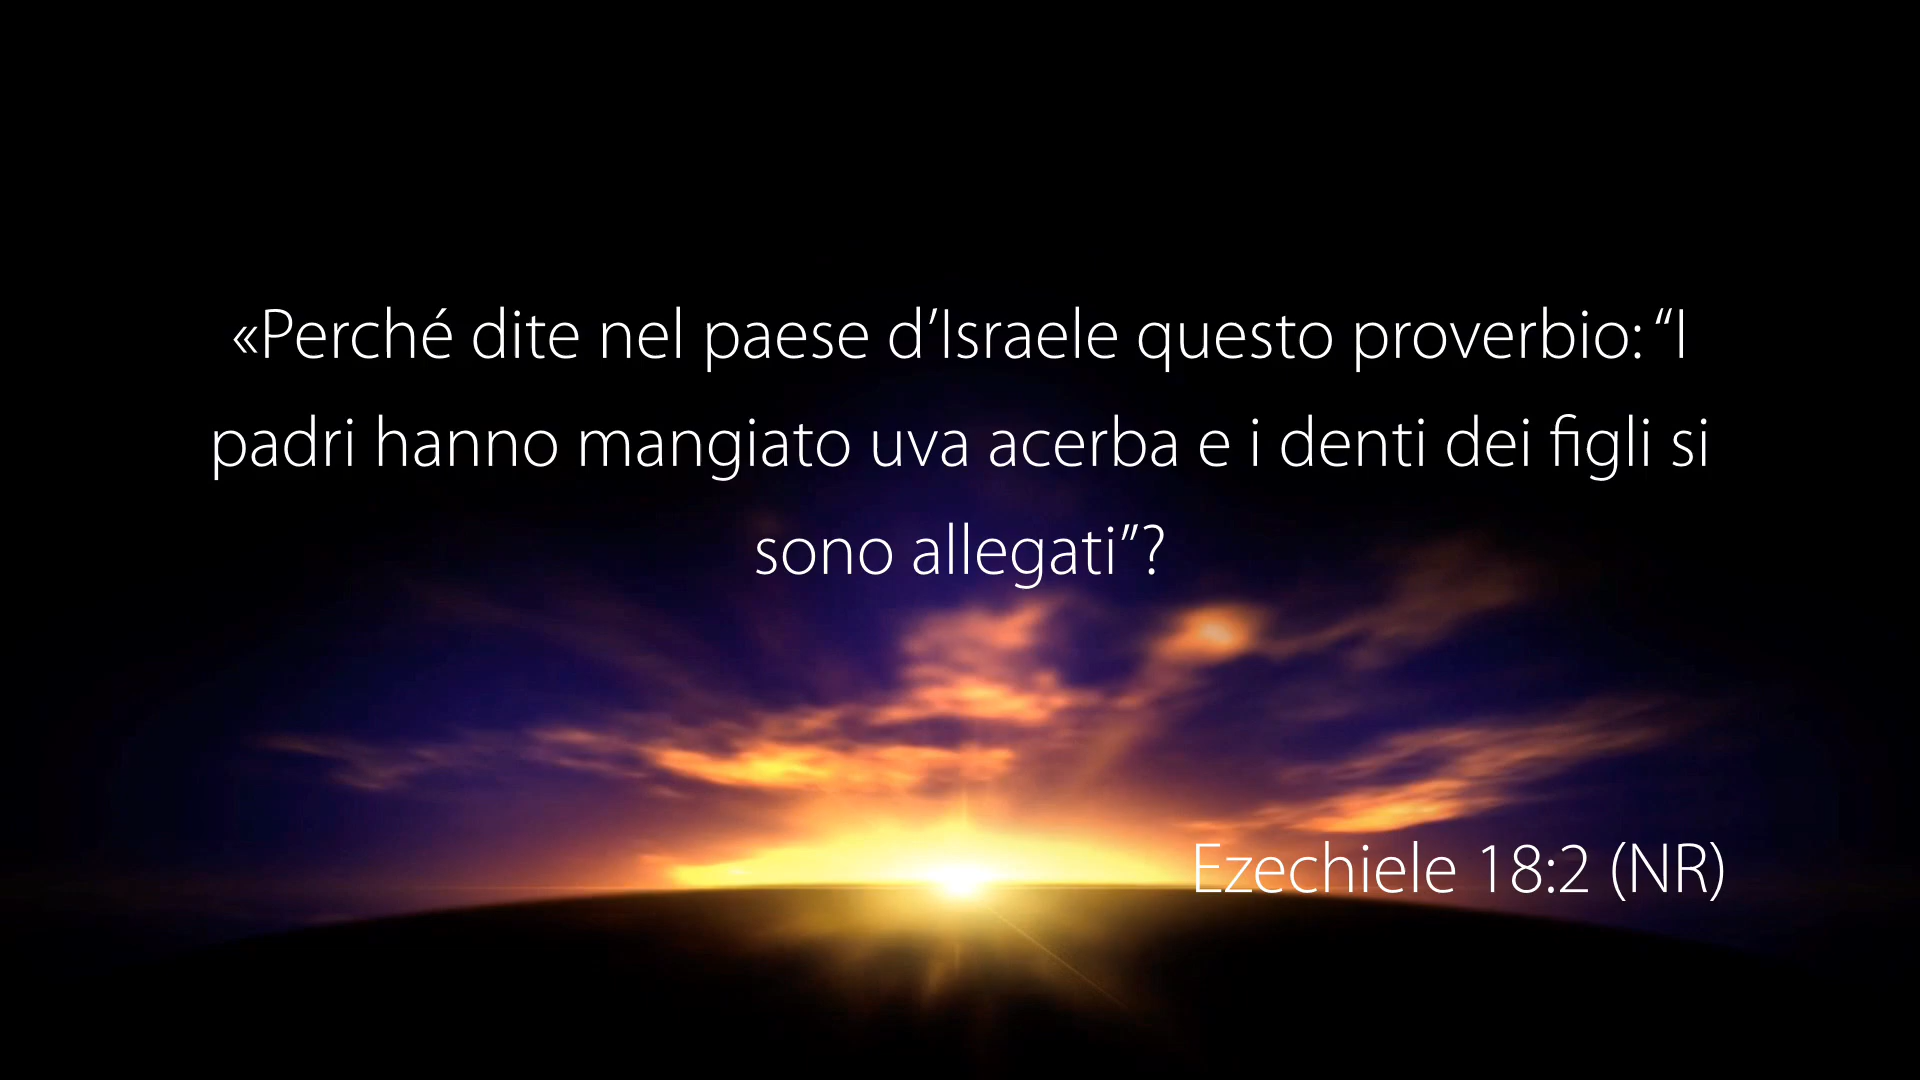 «Perché dite nel paese d’Israele questo proverbio: “I
padri hanno mangiato uva acerba e i denti dei figli si
sono allegati”?
Ezechiele 18:2 (NR)